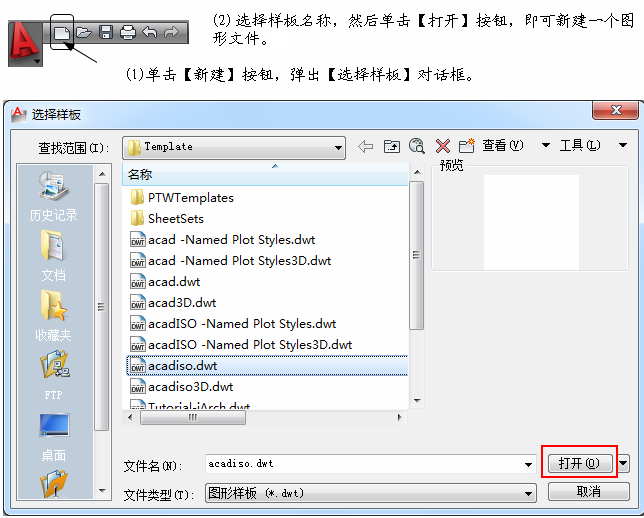 (2)选择样板名称，然后单击【打开】按钮，即可新建一个图
形文件。
(1)单击【新建】按钮，弹出【选择样板】对话框。
选择样板
查找范围(I):
Template
查看(V)
工具(L)
名称
预览
PTWTemplates
SheetSets
acad -Named Plot Styles.dwt
acad -Named Plot Styles3D.dwt
acad.dwt
acad3D.dwt
acadISO -Named Plot Styles.dwt
acadISO -Named Plot Styles3D.dwt
acadiso.dwt
acadiso3D.dwt
Tutorial-iArch.dwt
历史记录
文档
收藏夹
FTP
桌面
文件名(N):
acadiso.dwt
打开(O)
文件类型(T):
图形样板 (*.dwt)
取消